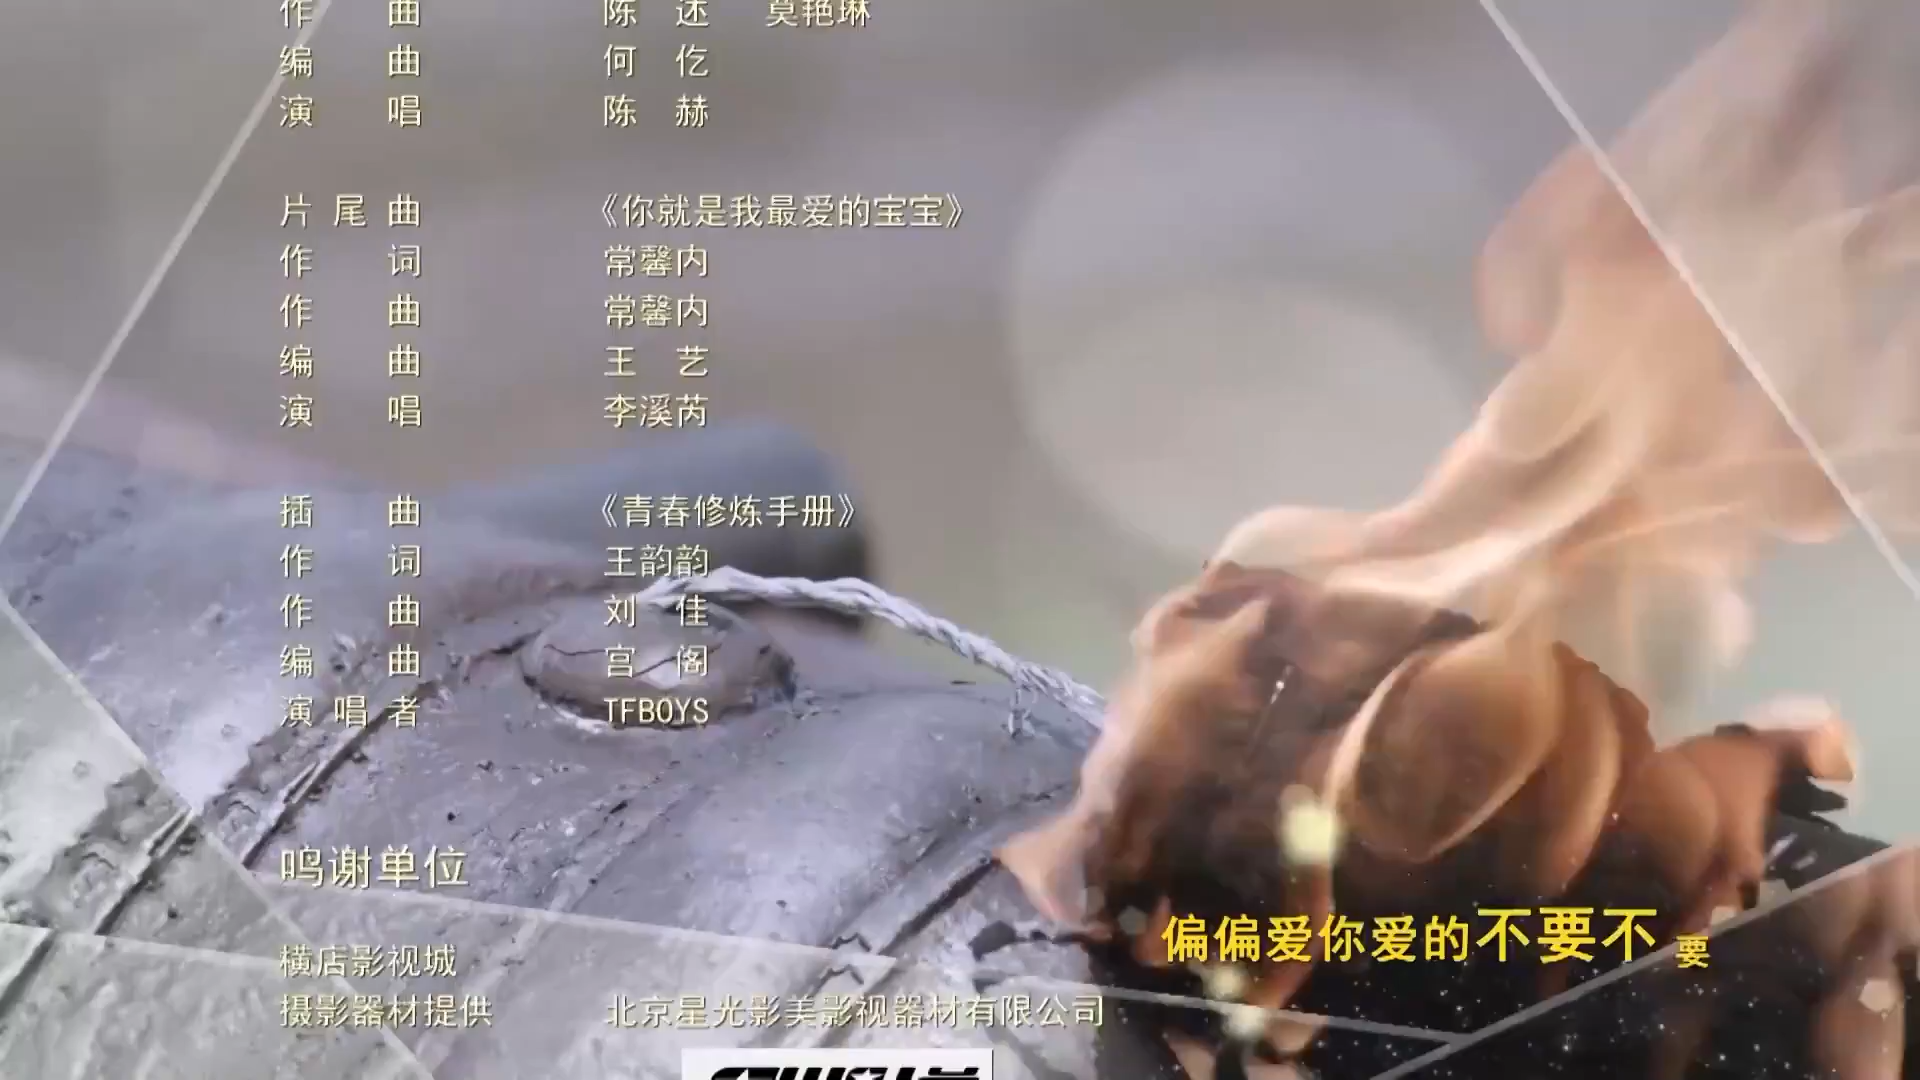 作曲 陈述 莫艳琳
编曲 何仡
演唱 陈赫
片尾曲 《你就是我最爱的宝宝》
作词 常馨内
作曲 常馨内
编曲 王艺
演唱 李溪芮
插曲 《青春修炼手册》
作词 王韵韵
作曲 刘佳
编曲 宫阁
演唱者 TFBOYS
鸣谢单位
偏偏爱你爱的不要不要
横店影视城
摄影器材提供 北京星光影美影视器材有限公司